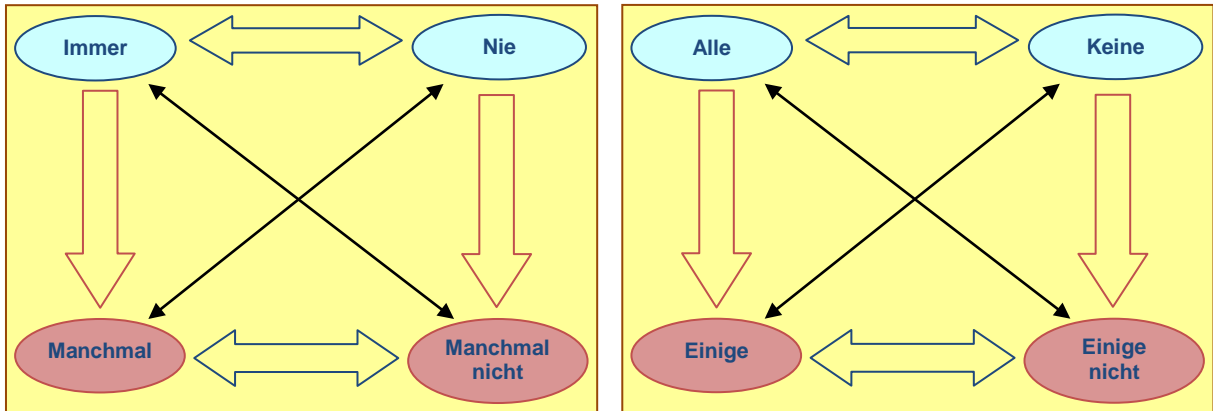 Immer
Nie
Manchmal
Manchmal
nicht
Alle
Keine
Einige
Einige
nicht